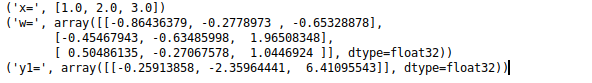 ('x=', [1.0, 2.0, 3.0])
('w=', array([[-0.86436379, -0.2778973 , -0.65328878],
[-0.45467943, -0.63485998,  1.96508348],
[ 0.50486135, -0.27067578,  1.0446924 ]], dtype=float32))
('y1=', array([[-0.25913858, -2.35964441,  6.41095543]], dtype=float32))